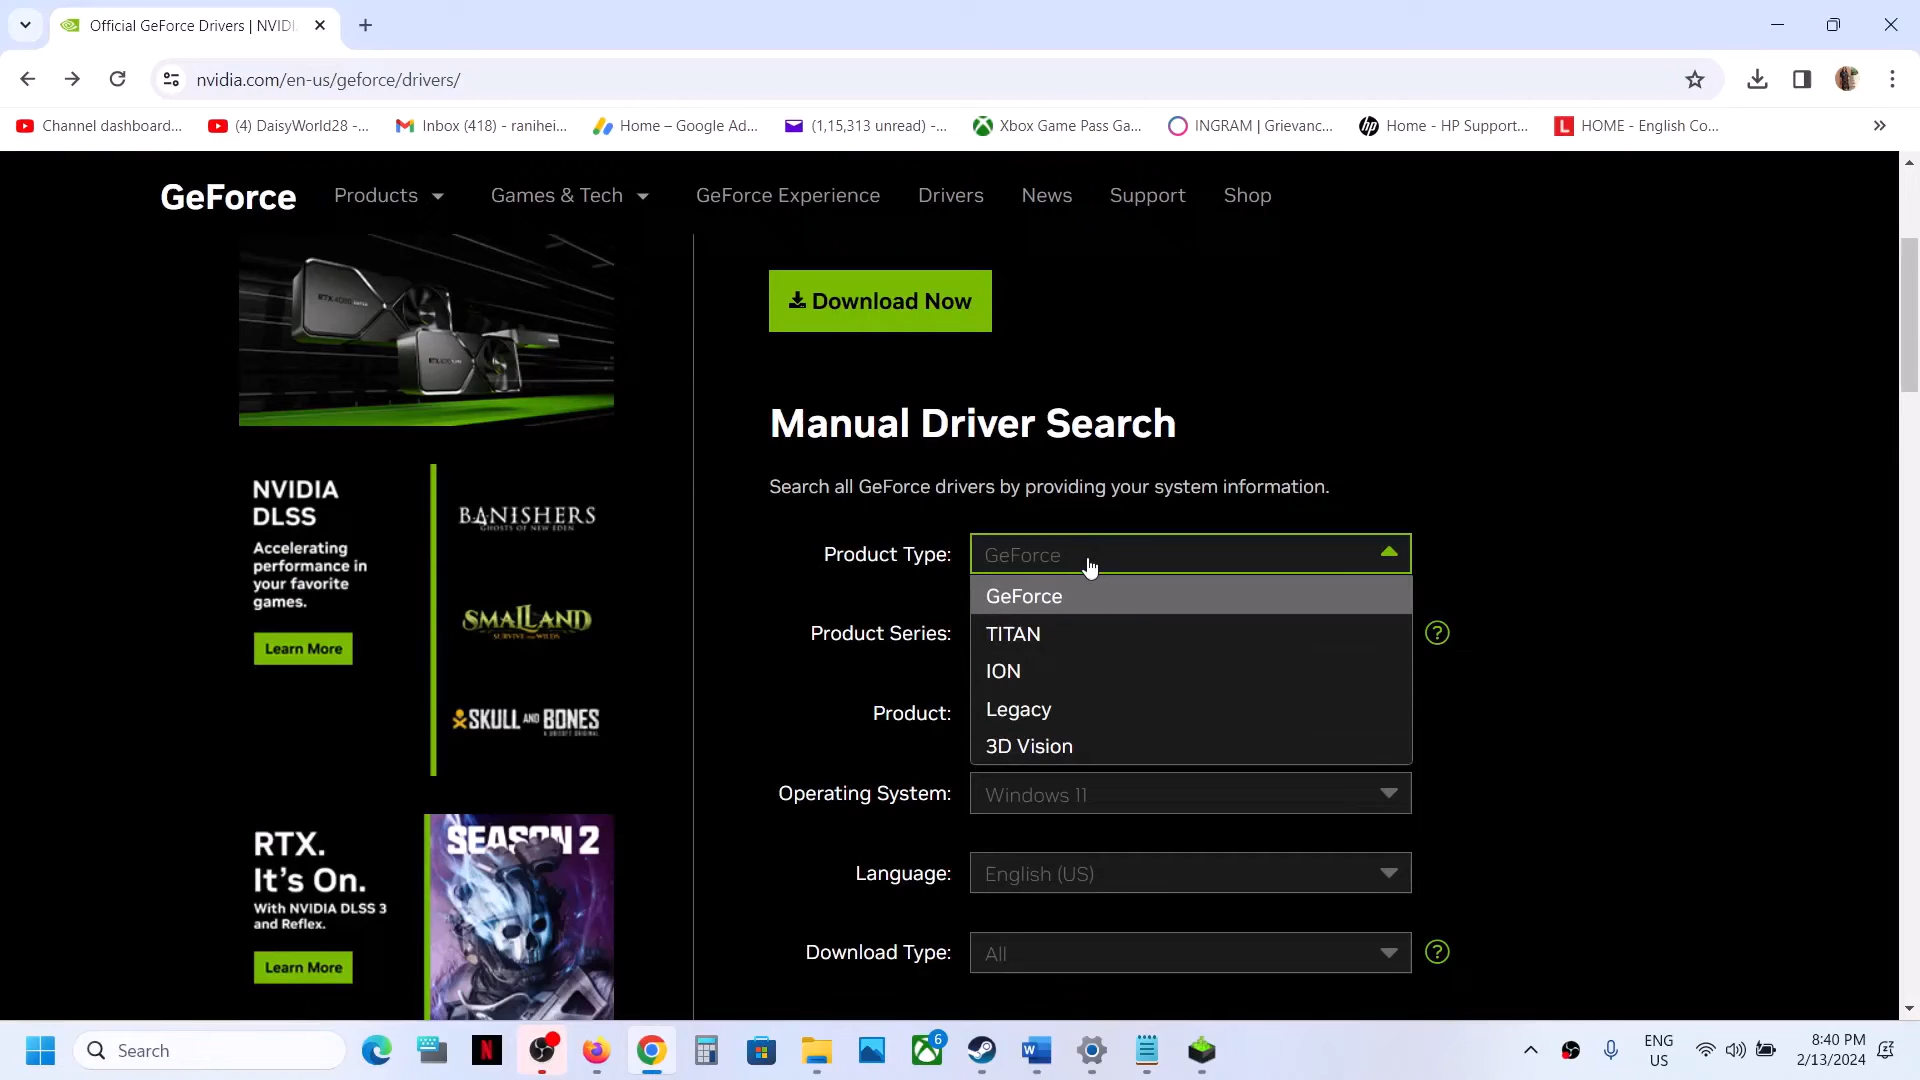 Official GeForce Drivers | NVIDI
nvidia.com/en-us/geforce/drivers/
Channel dashboard...
(4) DaisyWorld28 -...
Inbox (418) - ranihei...
Home – Google Ad...
(1,15,313 unread) -...
Xbox Game Pass Ga...
INGRAM | Grievanc...
Home - HP Support...
HOME - English Co...
GeForce
Products
Games & Tech
GeForce Experience
Drivers
News
Support
Shop
Download Now
Manual Driver Search
Search all GeForce drivers by providing your system information.
Product Type:
GeForce
GeForce
TITAN
ION
Legacy
3D Vision
Product Series:
Product:
Operating System:
Windows 11
Language:
English (US)
Download Type:
All
NVIDIA
DLSS
Accelerating
performance in
your favorite
games.
Learn More
BANISHERS
GHOSTS OF NEW EDEN
SMALLAND
SURVIVE THE WILDS
SKULL AND BONES
RTX.
It's On.
With NVIDIA DLSS 3
and Reflex.
Learn More
SEASON 2
Search
6
ENG
US
8:40 PM
2/13/2024